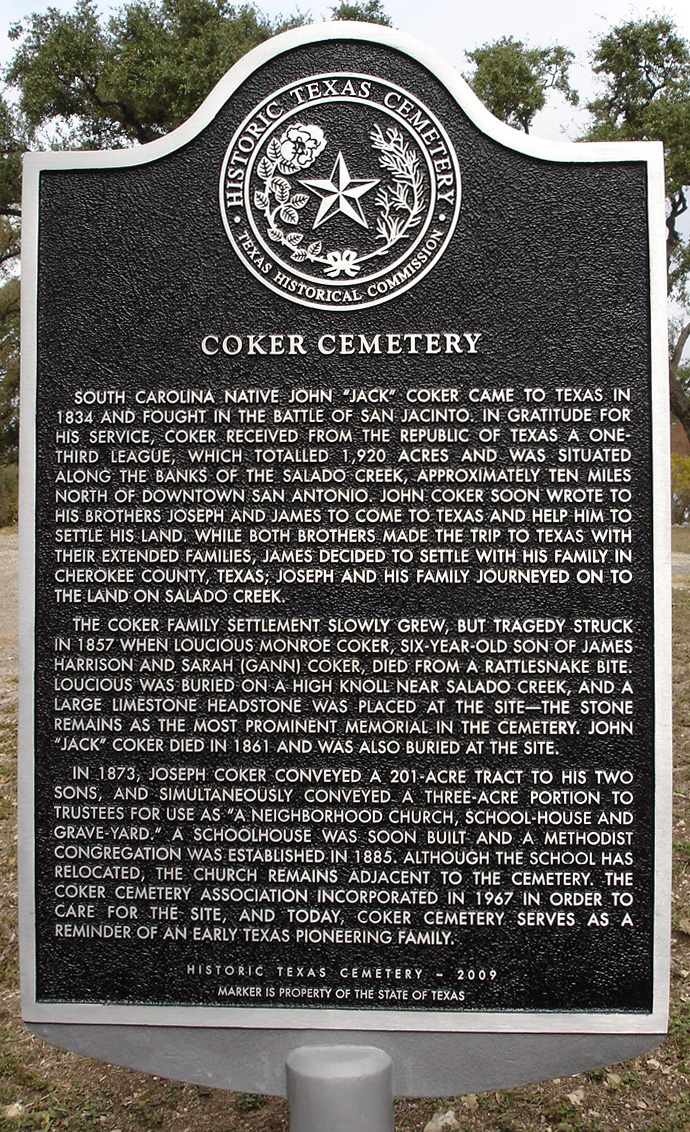 HISTORIC TEXAS CEMETERY
TEXAS HISTORICAL COMMISSION
COKER CEMETERY
SOUTH CAROLINA NATIVE JOHN "JACK" COKER CAME TO TEXAS IN
1834 AND FOUGHT IN THE BATTLE OF SAN JACINTO. IN GRATITUDE FOR
HIS SERVICE, COKER RECEIVED FROM THE REPUBLIC OF TEXAS A ONE-
THIRD LEAGUE, WHICH TOTALLED 1,920 ACRES AND WAS SITUATED
ALONG THE BANKS OF THE SALADO CREEK, APPROXIMATELY TEN MILES
NORTH OF DOWNTOWN SAN ANTONIO. JOHN COKER SOON WROTE TO
HIS BROTHERS JOSEPH AND JAMES TO COME TO TEXAS AND HELP HIM TO
SETTLE HIS LAND. WHILE BOTH BROTHERS MADE THE TRIP TO TEXAS WITH
THEIR EXTENDED FAMILIES, JAMES DECIDED TO SETTLE WITH HIS FAMILY IN
CHEROKEE COUNTY, TEXAS; JOSEPH AND HIS FAMILY JOURNEYED ON TO
THE LAND ON SALADO CREEK.
THE COKER FAMILY SETTLEMENT SLOWLY GREW, BUT TRAGEDY STRUCK
IN 1857 WHEN LOUCIOUS MONROE COKER, SIX-YEAR-OLD SON OF JAMES
HARRISON AND SARAH (GANN) COKER, DIED FROM A RATTLESNAKE BITE.
LOUCIOUS WAS BURIED ON A HIGH KNOLL NEAR SALADO CREEK, AND A
LARGE LIMESTONE HEADSTONE WAS PLACED AT THE SITE—THE STONE
REMAINS AS THE MOST PROMINENT MEMORIAL IN THE CEMETERY. JOHN
"JACK" COKER DIED IN 1861 AND WAS ALSO BURIED AT THE SITE.
IN 1873, JOSEPH COKER CONVEYED A 201-ACRE TRACT TO HIS TWO
SONS, AND SIMULTANEOUSLY CONVEYED A THREE-ACRE PORTION TO
TRUSTEES FOR USE AS "A NEIGHBORHOOD CHURCH, SCHOOL-HOUSE AND
GRAVE-YARD." A SCHOOLHOUSE WAS SOON BUILT AND A METHODIST
CONGREGATION WAS ESTABLISHED IN 1885. ALTHOUGH THE SCHOOL HAS
RELOCATED, THE CHURCH REMAINS ADJACENT TO THE CEMETERY. THE
COKER CEMETERY ASSOCIATION INCORPORATED IN 1967 IN ORDER TO
CARE FOR THE SITE, AND TODAY, COKER CEMETERY SERVES AS A
REMINDER OF AN EARLY TEXAS PIONEERING FAMILY.
HISTORIC TEXAS CEMETERY – 2009
MARKER IS PROPERTY OF THE STATE OF TEXAS